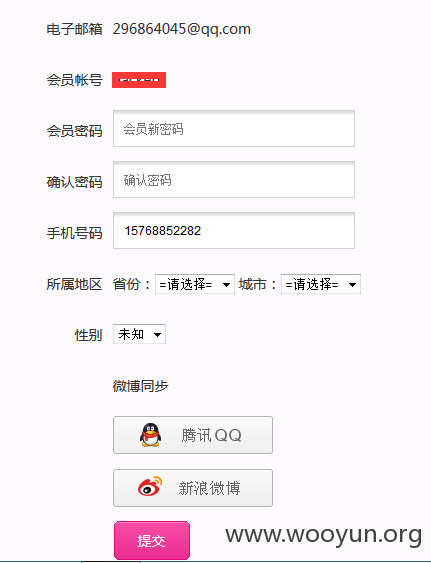 电子邮箱 296864045@qq.com
会员帐号
会员密码 会员新密码
确认密码 确认密码
手机号码 15768852282
所属地区 省份：=请选择= 城市：=请选择=
性别 未知
微博同步
腾讯QQ
新浪微博
提交
www.wooyun.org